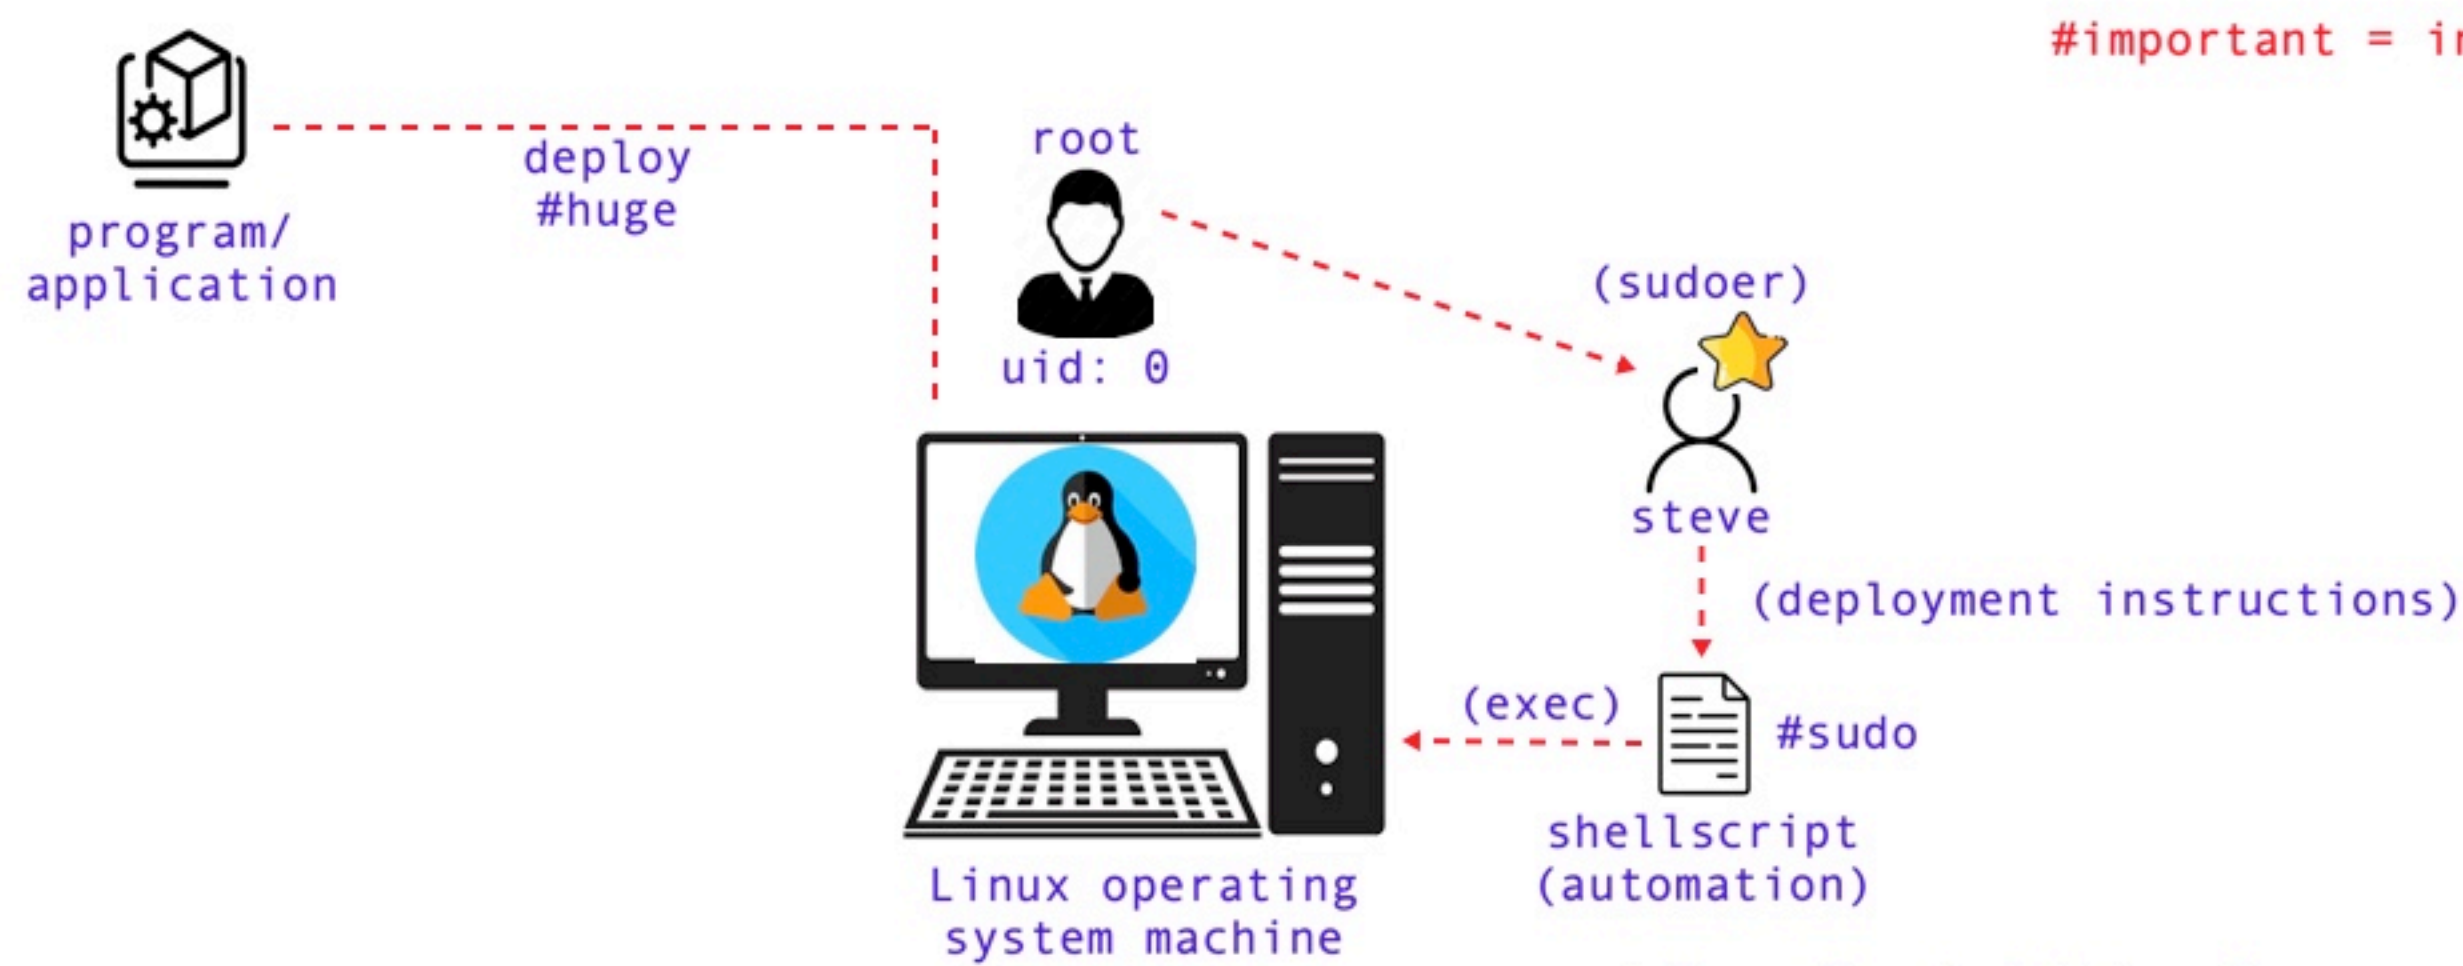 #important =
root
deploy
#huge
program/
application
(sudoer)
uid: 0
steve
(deployment instructions)
(exec)
#sudo
shellscript
(automation)
Linux operating
system machine